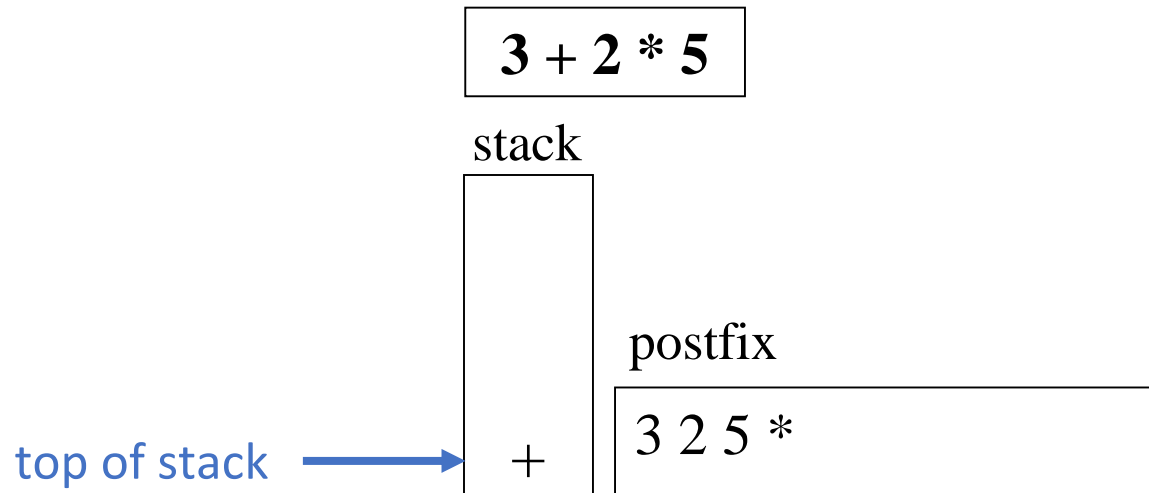 3 + 2 * 5
stack
postfix
3 2 5 *
top of stack
+